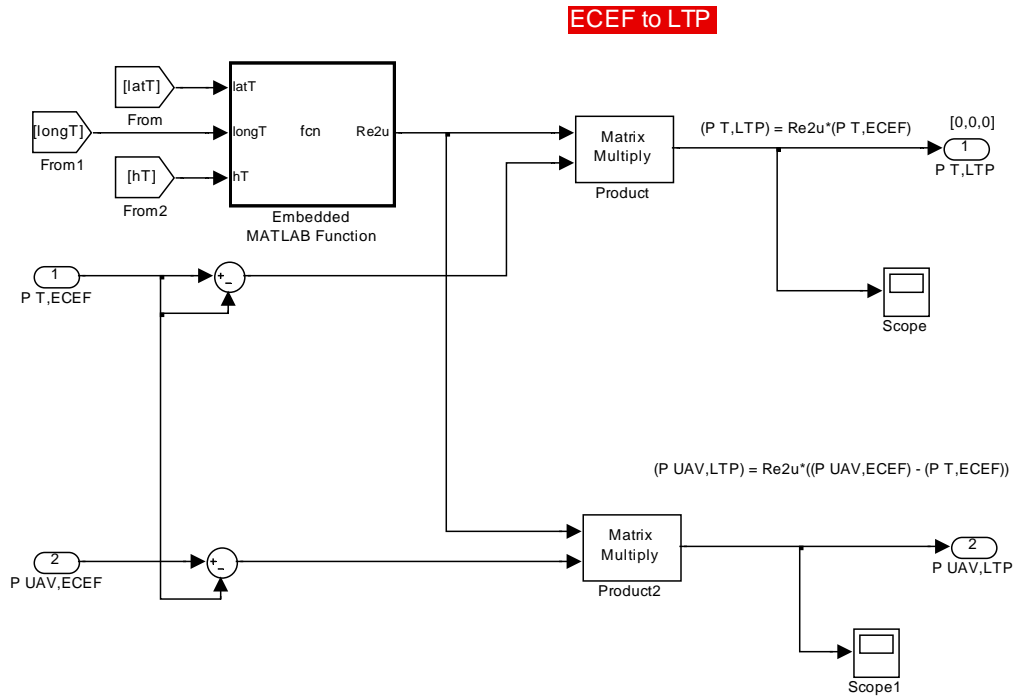 ECEF to LTP
[latT]
From
[longT]
From1
[hT]
From2
latT
longT
hT
fcn
Re2u
Embedded
MATLAB Function
Matrix
Multiply
Product
(P T,LTP) = Re2u*(P T,ECEF)
[0,0,0]
1
P T,LTP
1
P T,ECEF
+
−
Scope
(P UAV,LTP) = Re2u*((P UAV,ECEF) - (P T,ECEF))
2
P UAV,ECEF
+
−
Matrix
Multiply
Product2
2
P UAV,LTP
Scope1